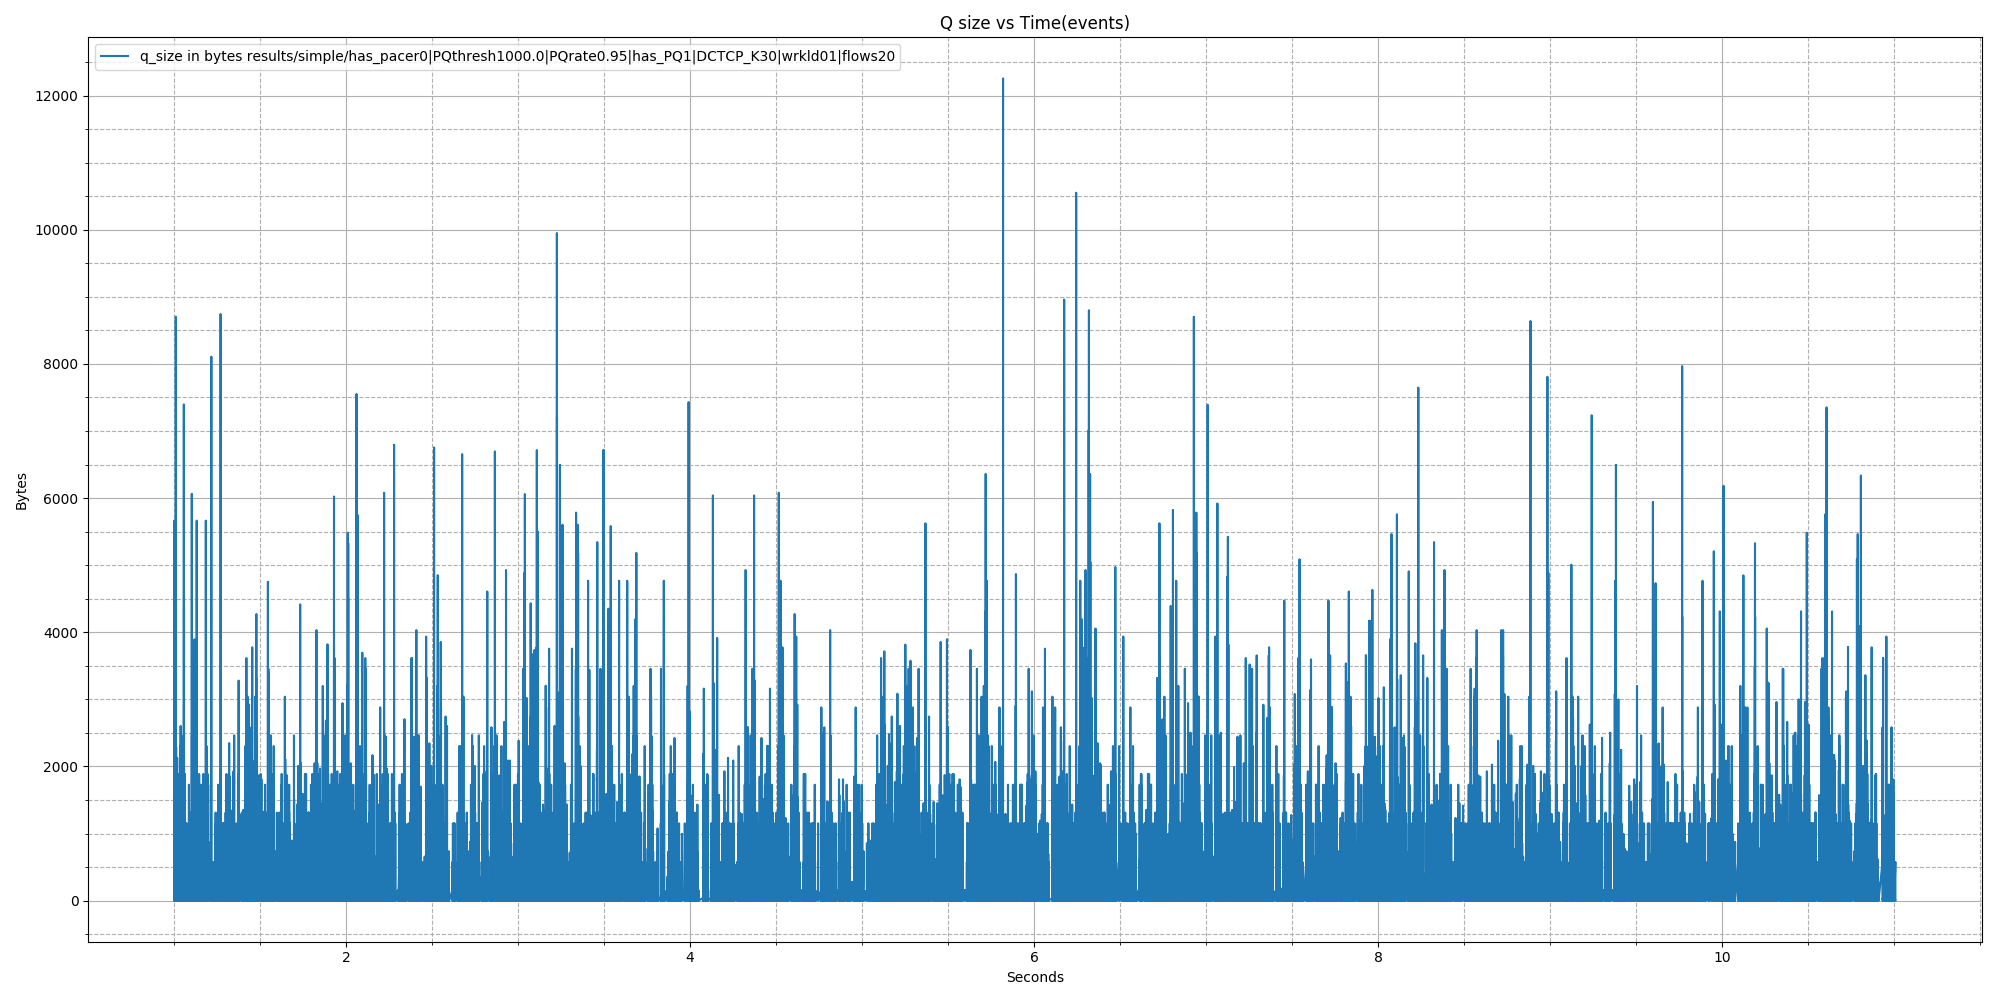 Q size vs Time(events)
q_size in bytes results/simple/has_pacer0|PQthresh1000.0|PQrate0.95|has_PQ1|DCTCP_K30|wrkld01|flows20
12000
10000
8000
6000
4000
2000
0
Bytes
2 4 6 8 10
Seconds